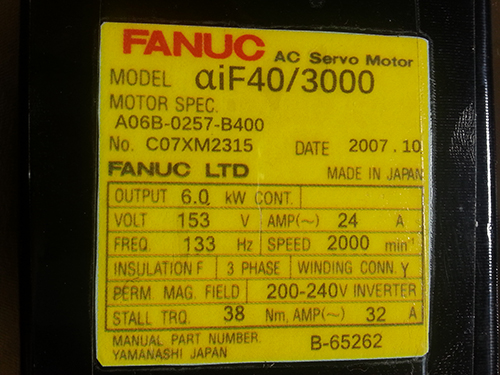 FANUC AC Servo Motor
MODEL αiF40/3000
MOTOR SPEC.
A06B-0257-B400
No. C07XM2315 DATE 2007.10
FANUC LTD MADE IN JAPAN
OUTPUT 6.0 kW CONT.
VOLT 153 V AMP(~) 24 A
FREQ. 133 Hz SPEED 2000 min⁻¹
INSULATION F 3 PHASE WINDING CONN. Y
PERM MAG. FIELD 200-240V INVERTER
STALL TRQ. 38 Nm, AMP(~) 32 A
MANUAL PART NUMBER. B-65262
YAMANASHI JAPAN